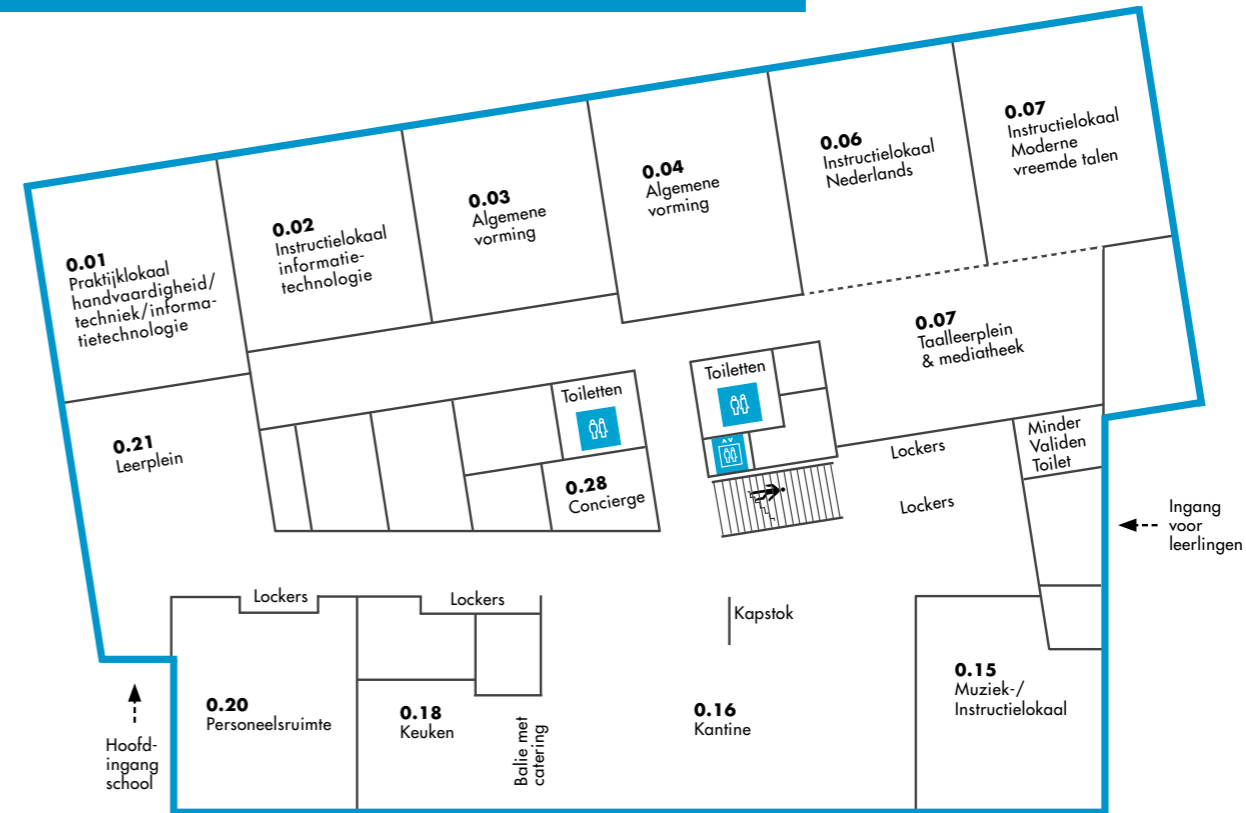 0.01
Praktijklokaal
handvaardigheid/
techniek/informa-
tietechnologie
0.02
Instructielokaal
informatie-
technologie
0.03
Algemene
vorming
0.04
Algemene
vorming
0.06
Instructielokaal
Nederlands
0.07
Instructielokaal
Moderne
vreemde talen
0.07
Taalleerplein
& mediatheek
Toiletten
Toiletten
0.21
Leerplein
0.28
Concierge
Lockers
Lockers
Minder
Validen
Toilet
Ingang
voor
leerlingen
Lockers
Lockers
Kapstok
0.20
Personeelsruimte
0.18
Keuken
Balie met
catering
0.16
Kantine
0.15
Muziek-/
Instructielokaal
Hoofd-
ingang
school